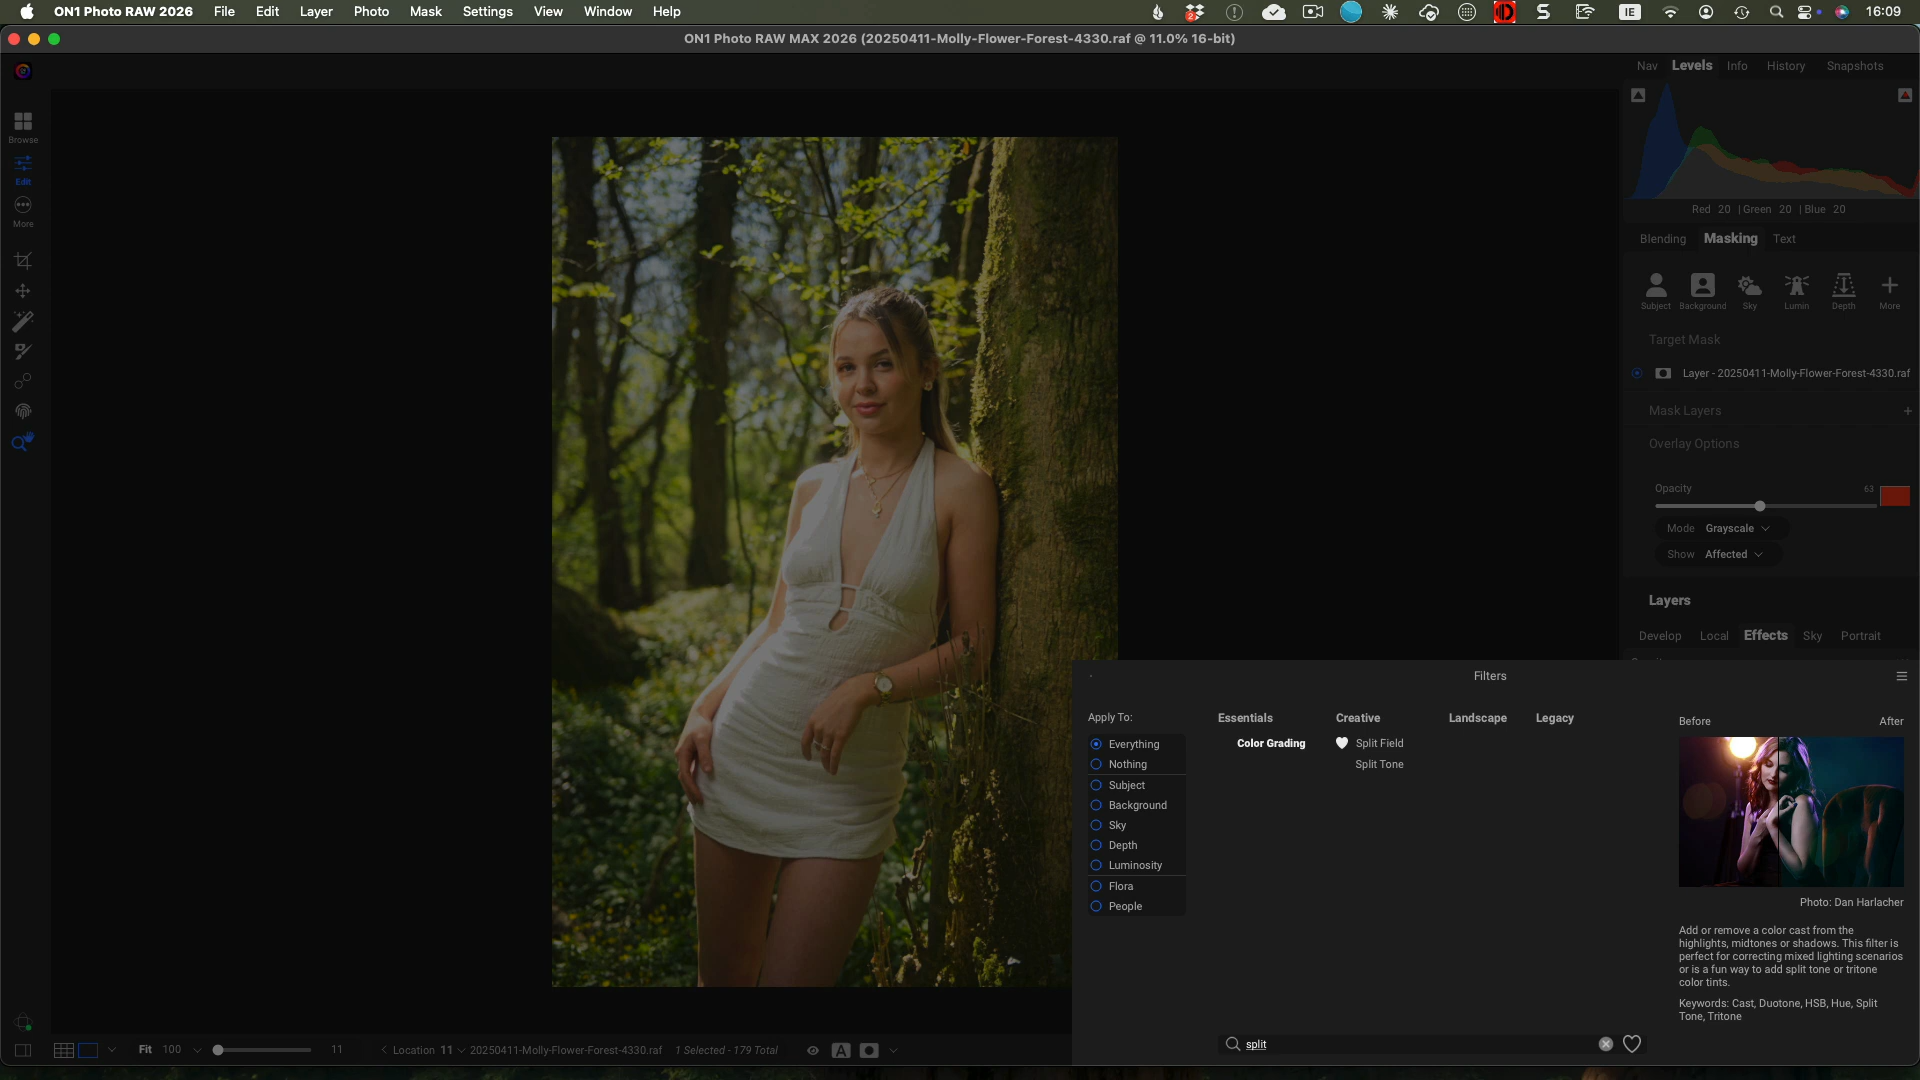 ON1 Photo RAW 2026 File Edit Layer Photo Mask Settings View Window Help 2 IE 16:09
ON1 Photo RAW MAX 2026 (20250411-Molly-Flower-Forest-4330.raf @ 11.0% 16-bit)
Nav Levels Info History Snapshots
Browse
Edit
More
Red 20 | Green 20 | Blue 20
Blending Masking Text
Subject Background Sky Lumin Depth More
Target Mask
Layer - 20250411-Molly-Flower-Forest-4330.raf
Mask Layers +
Overlay Options
Opacity 63
Mode Grayscale
Show Affected
Layers
Develop Local Effects Sky Portrait
Filters
Apply To:
Everything
Nothing
Subject
Background
Sky
Depth
Luminosity
Flora
People
Essentials Creative Landscape Legacy
Color Grading Split Field
Split Tone
Before After
Photo: Dan Harlacher
Add or remove a color cast from the
highlights, midtones or shadows. This filter is
perfect for correcting mixed lighting scenarios
or is a fun way to add split tone or tritone
color tints.
Keywords: Cast, Duotone, HSB, Hue, Split
Tone, Tritone
split
Fit 100 11 Location 11 20250411-Molly-Flower-Forest-4330.raf 1 Selected - 179 Total A